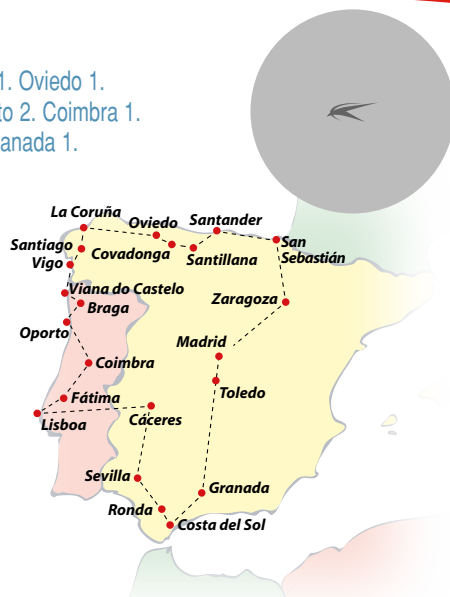 1. Oviedo 1.
to 2. Coimbra 1.
anada 1.
La Coruña
Oviedo
Santander
Santiago
Covadonga
San
Sebastián
Vigo
Santillana
Viana do Castelo
Braga
Zaragoza
Oporto
Madrid
Coimbra
Toledo
Fátima
Lisboa
Cáceres
Sevilla
Granada
Ronda
Costa del Sol